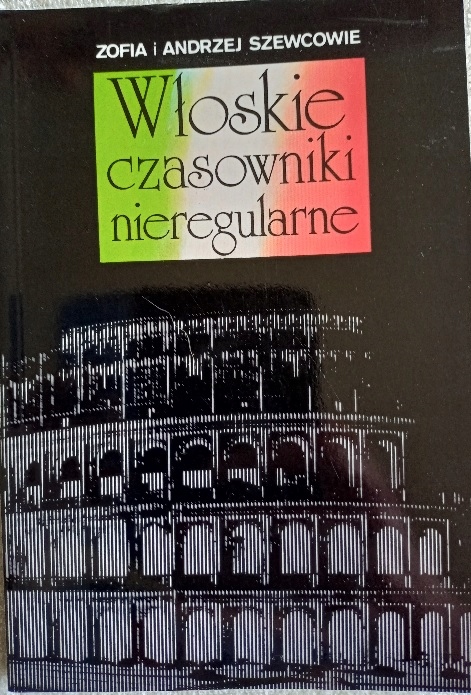 ZOFIA i ANDRZEJ SZEWCOWIE
Włoskie
czasowniki
nieregularne